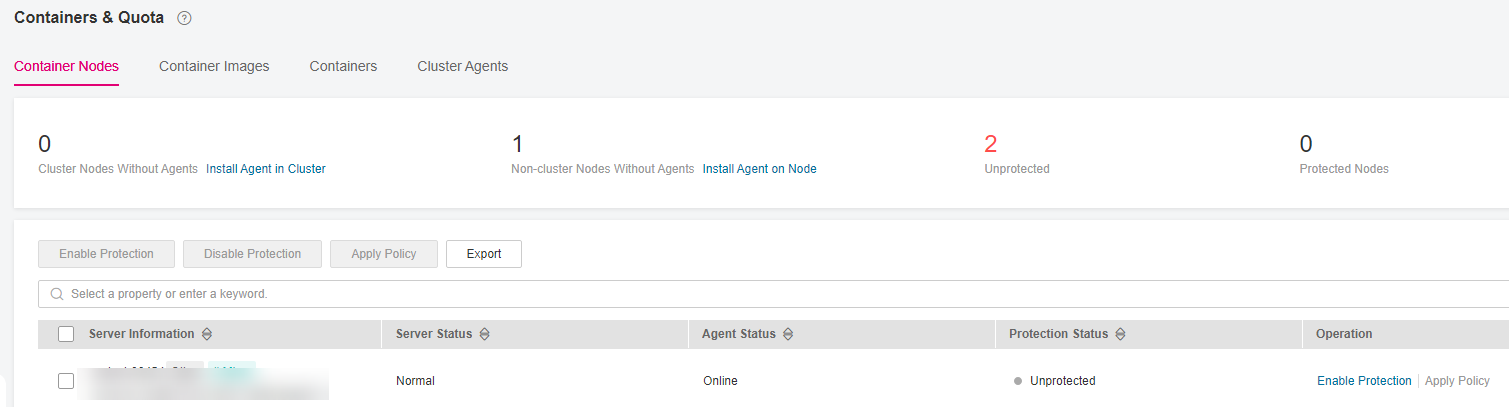 Containers & Quota ?
Container Nodes Container Images Containers Cluster Agents
0 1 2 0
Cluster Nodes Without Agents Install Agent in Cluster Non-cluster Nodes Without Agents Install Agent on Node Unprotected Protected Nodes
Enable Protection Disable Protection Apply Policy Export
Select a property or enter a keyword.
Server Information Server Status Agent Status Protection Status Operation
Normal Online Unprotected Enable Protection Apply Policy